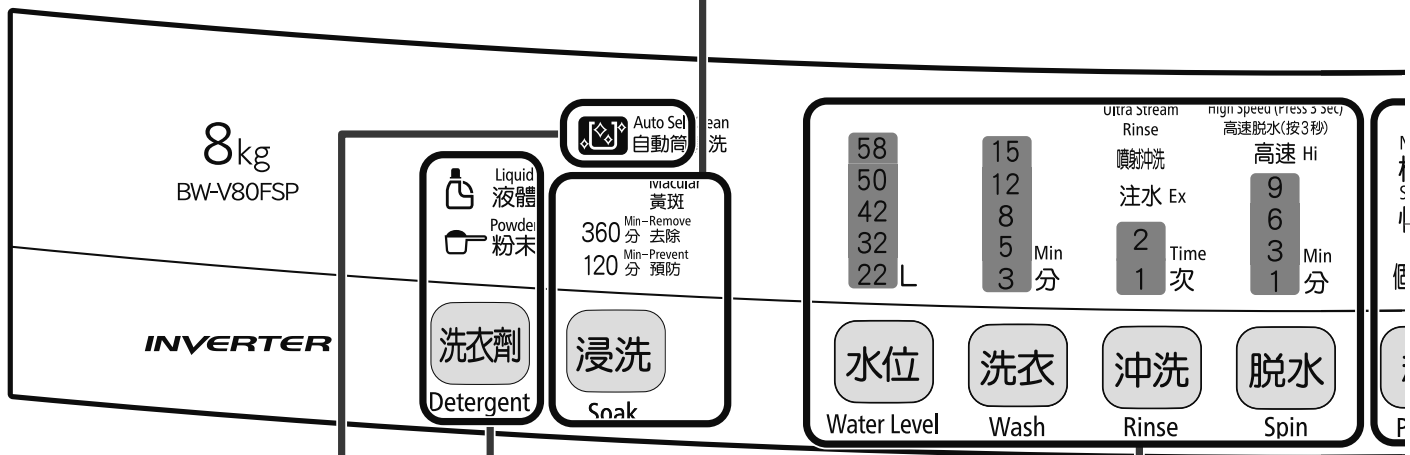 8kg
BW-V80FSP
INVERTER
Liquid
液體
Powder
粉末
洗衣劑
Detergent
Auto Sel
自動筒 洗
Macular
黃斑
360 Min-Remove
分 去除
120 Min-Prevent
分 預防
浸洗
Soak
58
50
42
32
22 L
水位
Water Level
15
12
8
5 Min
3 分
洗衣
Wash
Ultra Stream
Rinse
噴射沖洗
注水 Ex
2 Time
1 次
沖洗
Rinse
High Speed (Press 3 Sec)
高速脱水(按3秒)
高速 Hi
9
6
3 Min
1 分
脱水
Spin